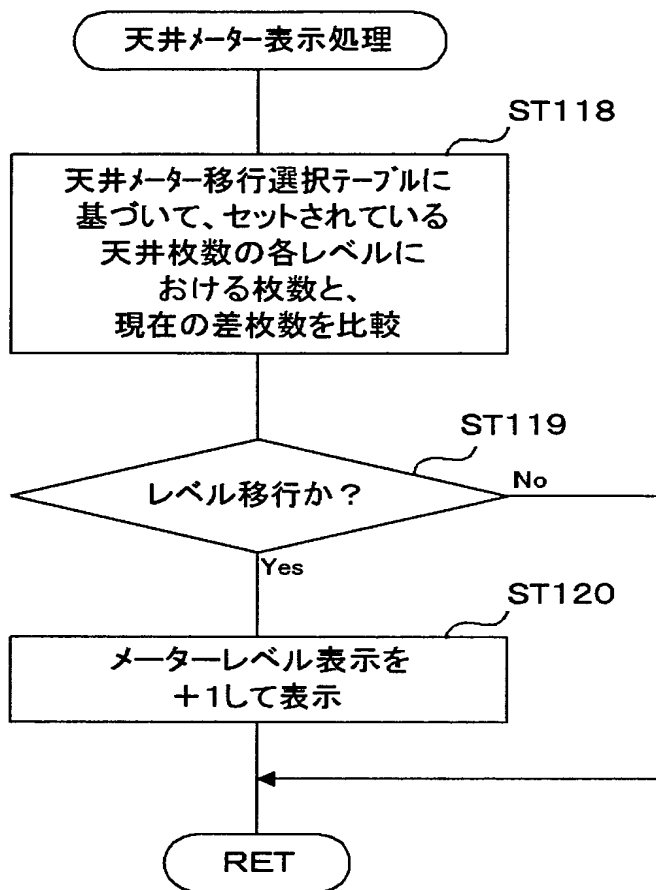 天井メーター表示処理
ST118
天井メーター移行選択テーブルに
基づいて、セットされている
天井枚数の各レベルに
おける枚数と、
現在の差枚数を比較
ST119
レベル移行か？
No
Yes
ST120
メーターレベル表示を
＋１して表示
RET